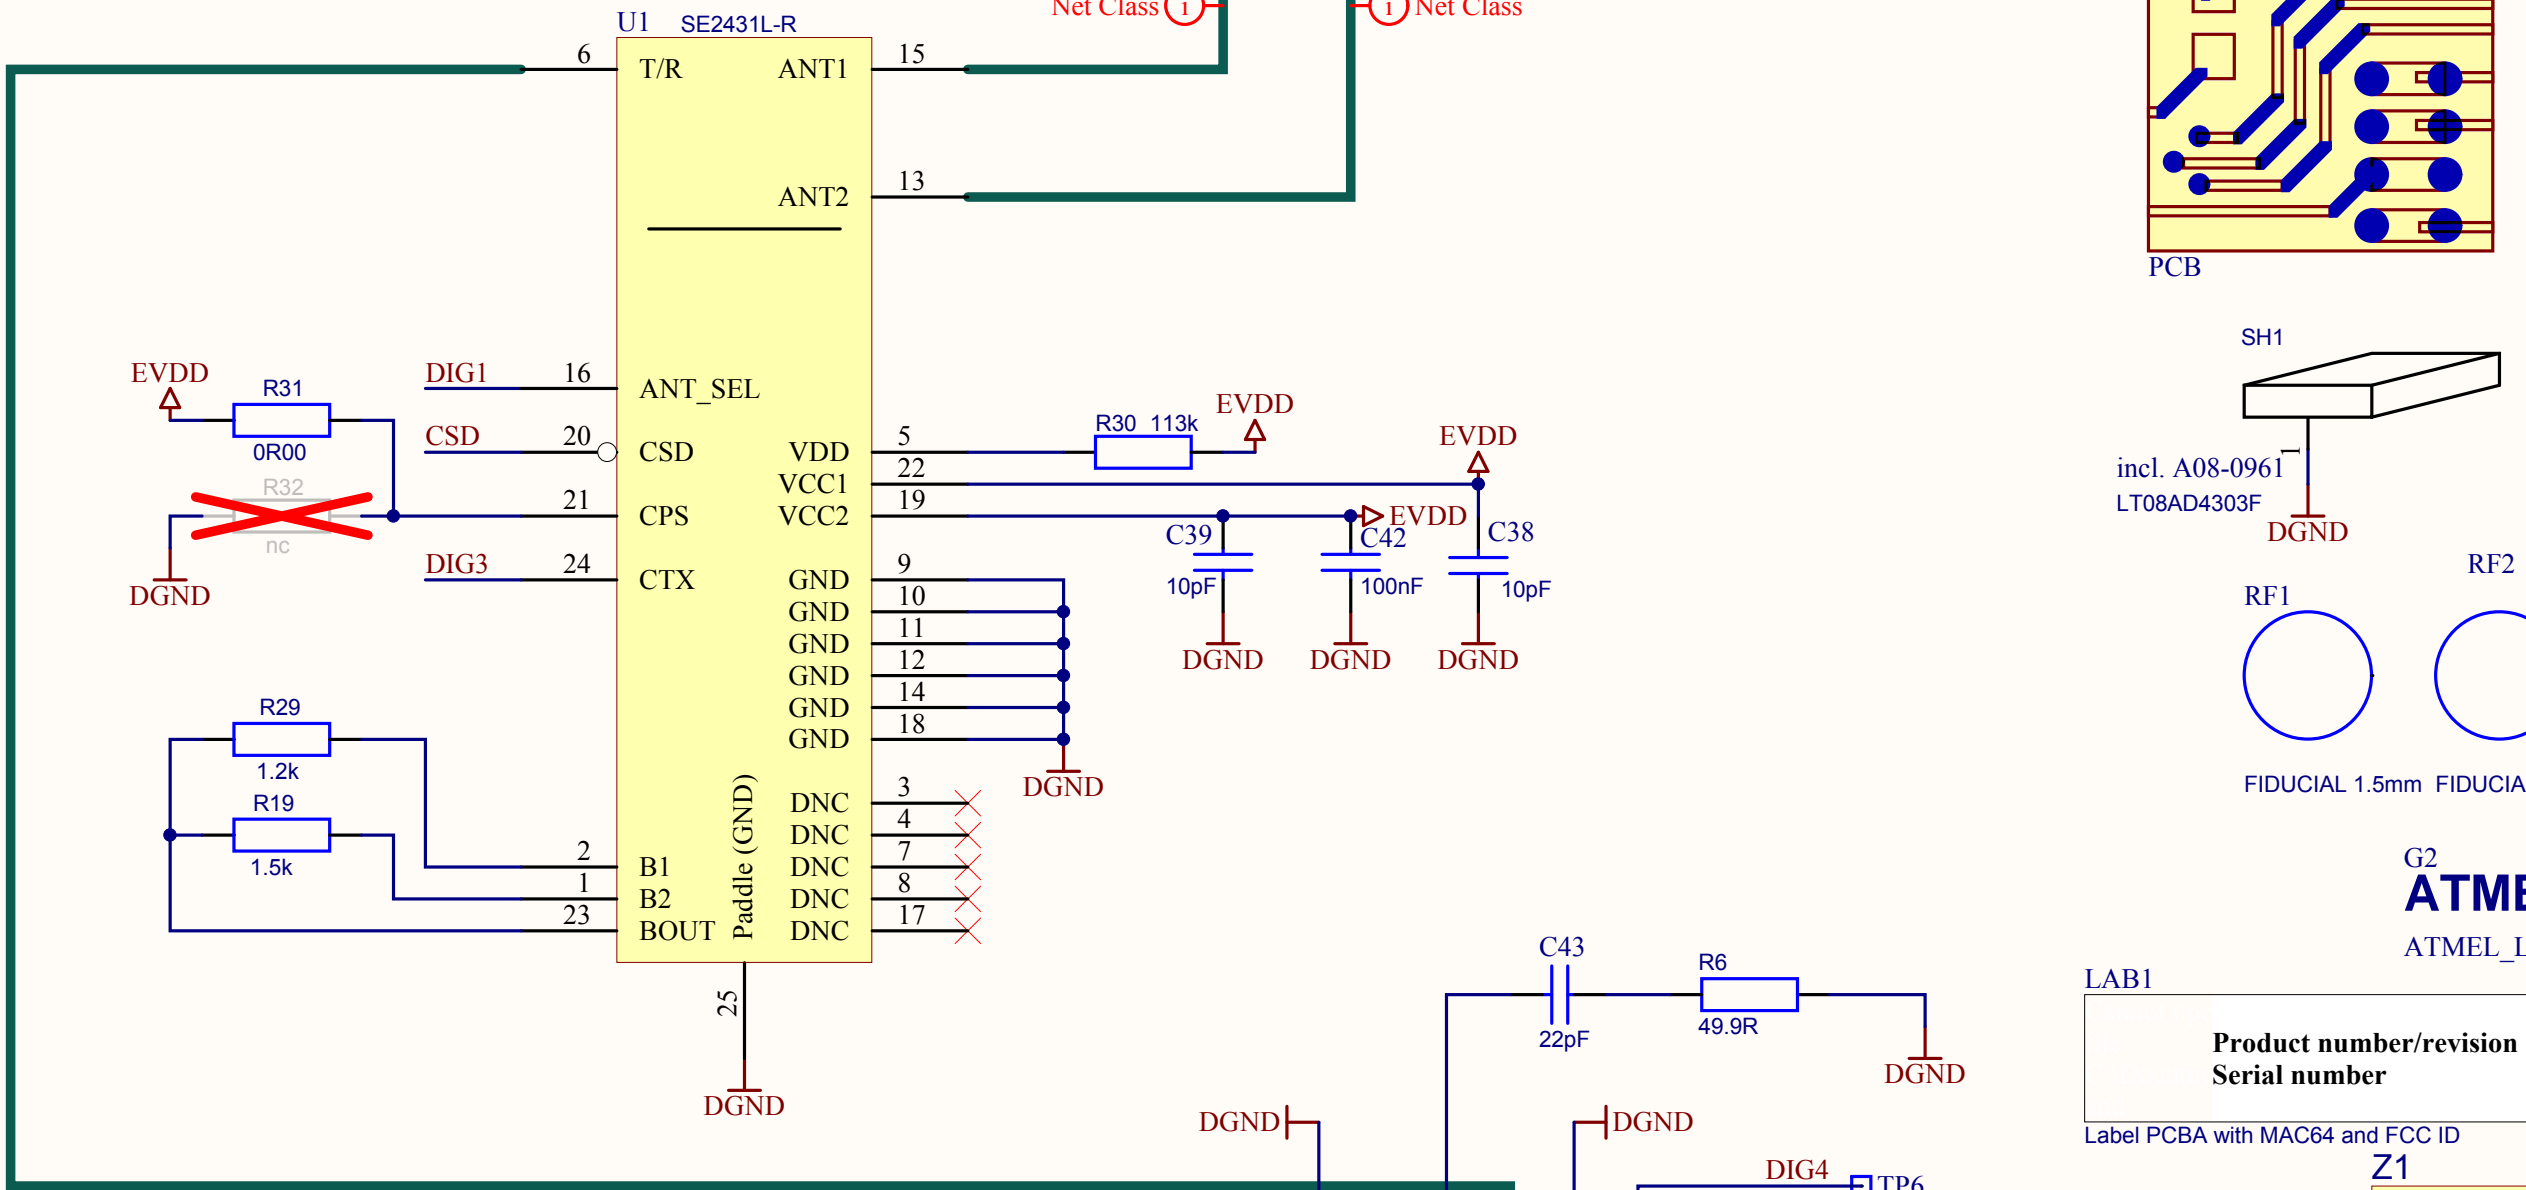 Net Class
i
i
Net Class
U1
SE2431L-R
6
T/R
ANT1
15
ANT2
13
PCB
SH1
1
incl. A08-0961
LT08AD4303F
DGND
EVDD
R31
0R00
R32
nc
DGND
DIG1
16
ANT_SEL
CSD
20
CSD
21
CPS
DIG3
24
CTX
VDD
5
R30
113k
EVDD
VCC1
22
EVDD
VCC2
19
EVDD
C39
10pF
C42
100nF
C38
10pF
DGND
DGND
DGND
GND
9
GND
10
GND
11
GND
12
GND
14
GND
18
DGND
RF1
RF2
FIDUCIAL 1.5mm
FIDUCIA
R29
1.2k
R19
1.5k
2
B1
1
B2
23
BOUT
Paddle (GND)
DNC
3
DNC
4
DNC
7
DNC
8
DNC
17
25
DGND
G2
ATME
ATMEL_L
C43
22pF
R6
49.9R
DGND
LAB1
Product number/revision
Serial number
Label PCBA with MAC64 and FCC ID
DGND
DGND
DIG4
TP6
Z1